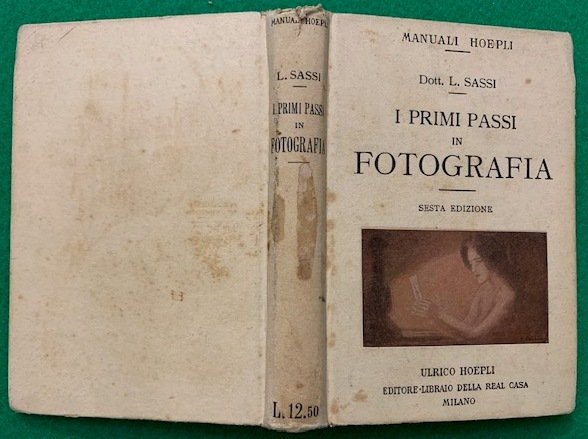 MANUALI HOEPLI
L. SASSI
I PRIMI PASSI
IN
FOTOGRAFIA
L. 12.50
MANUALI HOEPLI
Dott. L. SASSI
I PRIMI PASSI
IN
FOTOGRAFIA
SESTA EDIZIONE
ULRICO HOEPLI
EDITORE-LIBRAIO DELLA REAL CASA
MILANO